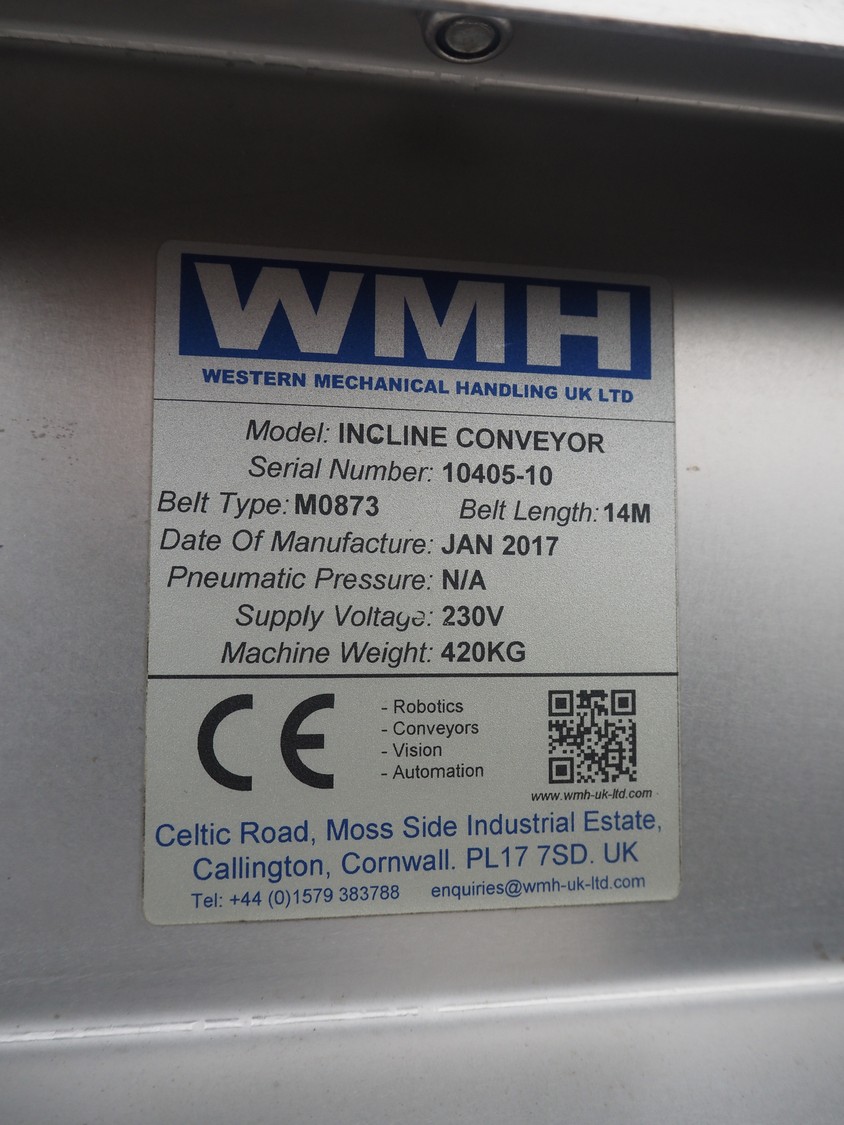 WMH
WESTERN MECHANICAL HANDLING UK LTD
Model: INCLINE CONVEYOR
Serial Number: 10405-10
Belt Type: M0873 Belt Length: 14M
Date Of Manufacture: JAN 2017
Pneumatic Pressure: N/A
Supply Voltage: 230V
Machine Weight: 420KG
CE
- Robotics
- Conveyors
- Vision
- Automation
www.wmh-uk-ltd.com
Celtic Road, Moss Side Industrial Estate,
Callington, Cornwall. PL17 7SD. UK
Tel: +44 (0)1579 383788 enquiries@wmh-uk-ltd.com